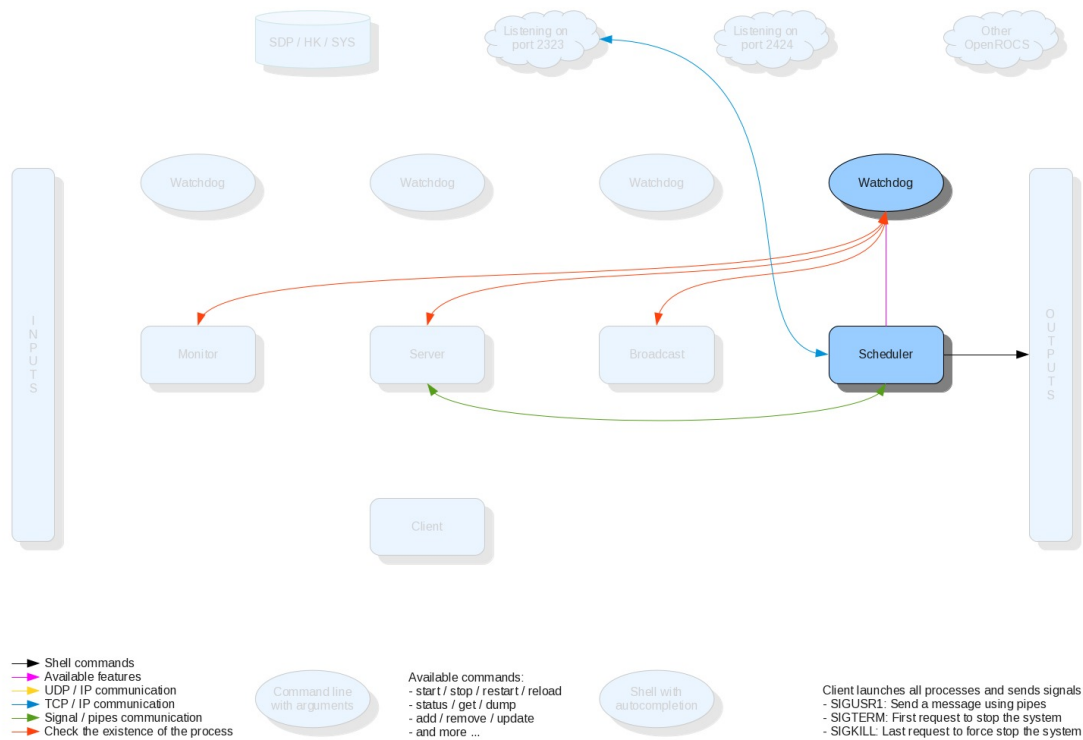 SDP / HK / SYS
Listening on
port 2323
Listening on
port 2424
Other
OpenROCS
Watchdog
Watchdog
Watchdog
Watchdog
INPUTS
OUTPUTS
Monitor
Server
Broadcast
Scheduler
Client
Shell commands
Available features
UDP / IP communication
TCP / IP communication
Signal / pipes communication
Check the existence of the process
Command line
with arguments
Available commands:
- start / stop / restart / reload
- status / get / dump
- add / remove / update
- and more ...
Shell with
autocompletion
Client launches all processes and sends signals
- SIGUSR1: Send a message using pipes
- SIGTERM: First request to stop the system
- SIGKILL: Last request to force stop the system